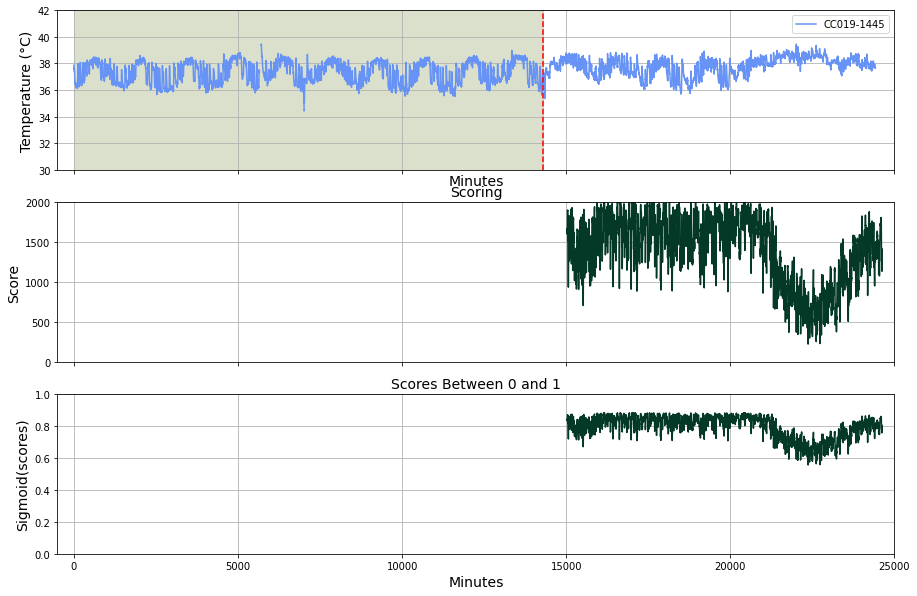 42
40
38
36
34
32
30
Temperature (°C)
CC019-1445
Minutes
Scoring
2000
1500
1000
500
0
Score
Scores Between 0 and 1
1.0
0.8
0.6
0.4
0.2
0.0
Sigmoid(scores)
0 5000 10000 15000 20000 25000
Minutes